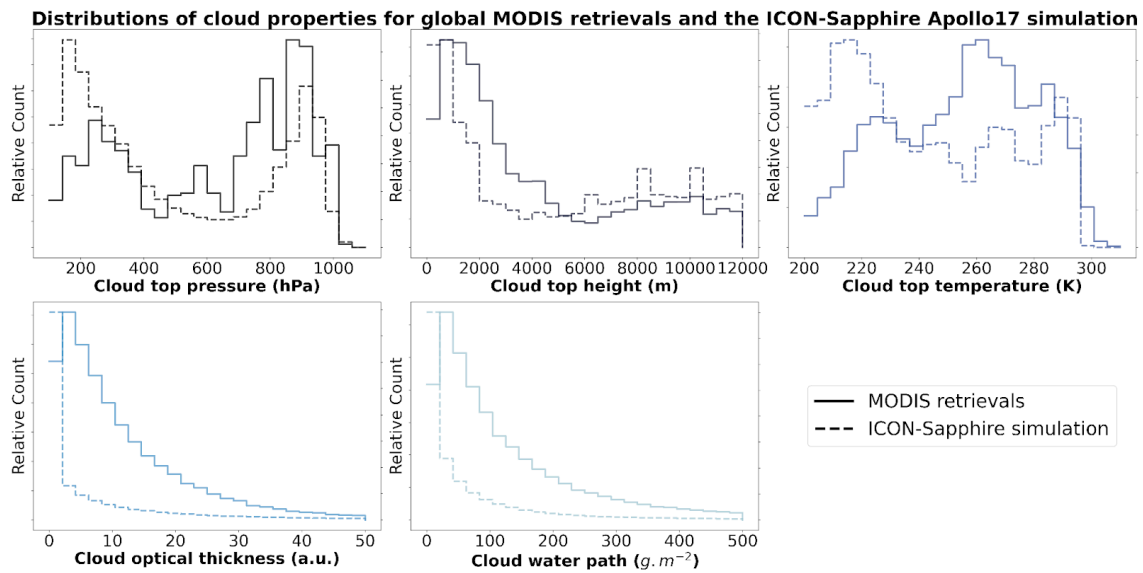 Distributions of cloud properties for global MODIS retrievals and the ICON-Sapphire Apollo17 simulation
Relative Count
200 400 600 800 1000
Cloud top pressure (hPa)
Relative Count
0 2000 4000 6000 8000 10000 12000
Cloud top height (m)
Relative Count
200 220 240 260 280 300
Cloud top temperature (K)
Relative Count
0 10 20 30 40 50
Cloud optical thickness (a.u.)
Relative Count
0 100 200 300 400 500
Cloud water path (g.m⁻²)
MODIS retrievals
ICON-Sapphire simulation